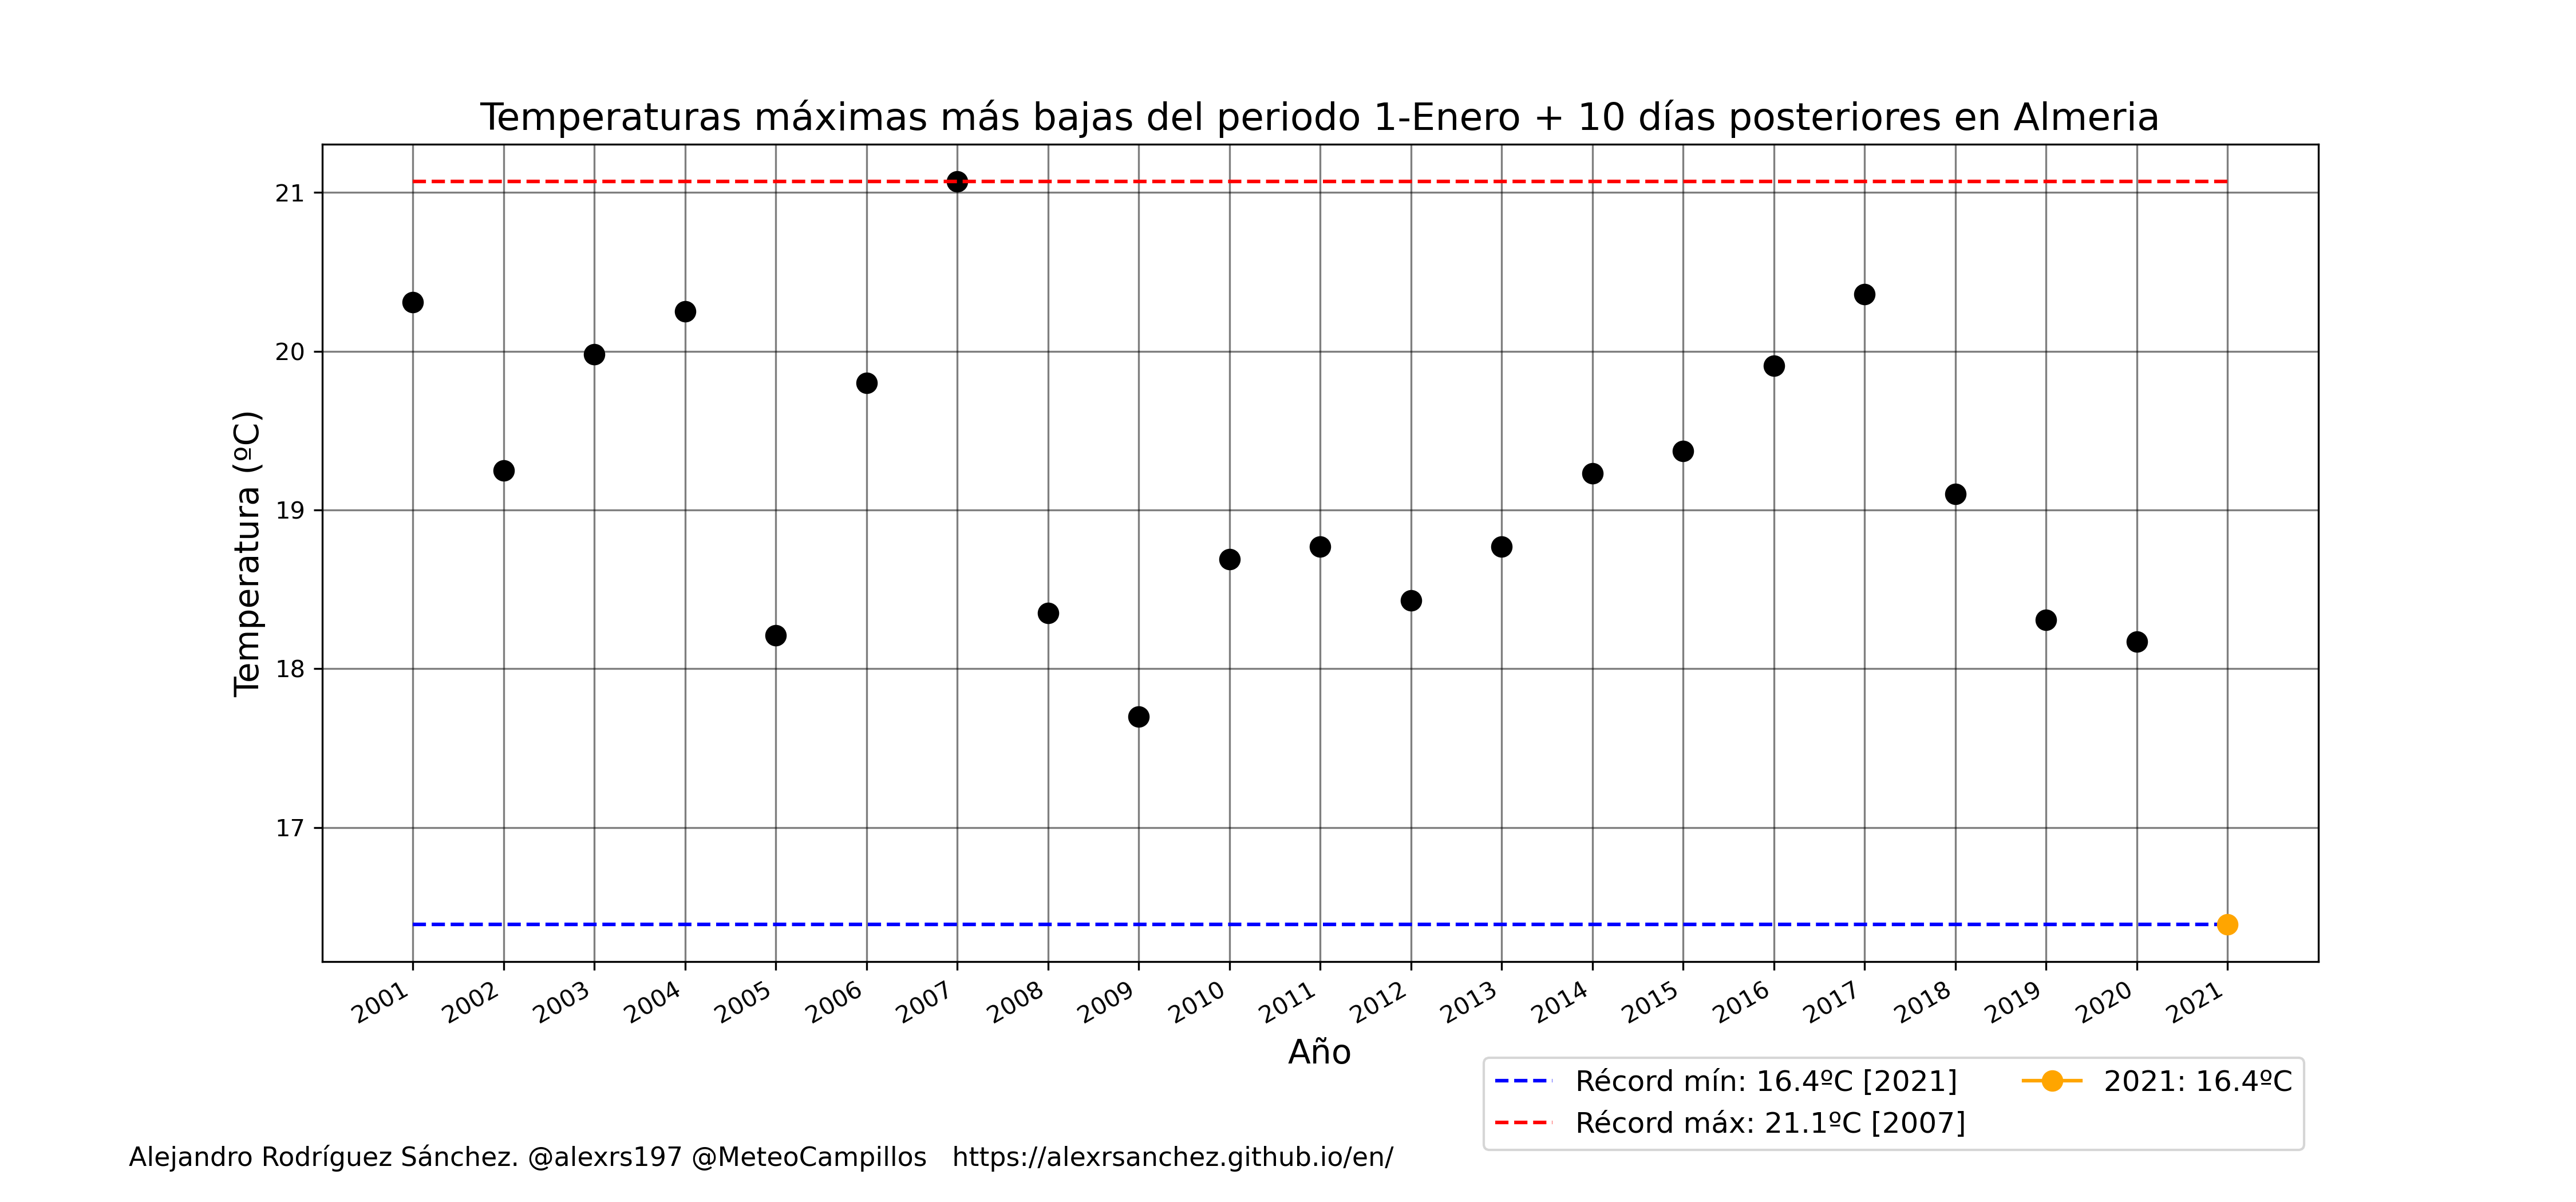 Temperaturas máximas más bajas del periodo 1-Enero + 10 días posteriores en Almeria
Temperatura (ºC)
21
20
19
18
17
2001 2002 2003 2004 2005 2006 2007 2008 2009 2010 2011 2012 2013 2014 2015 2016 2017 2018 2019 2020 2021
Año
Récord mín: 16.4ºC [2021]
Récord máx: 21.1ºC [2007]
2021: 16.4ºC
Alejandro Rodríguez Sánchez. @alexrs197 @MeteoCampillos https://alexrsanchez.github.io/en/